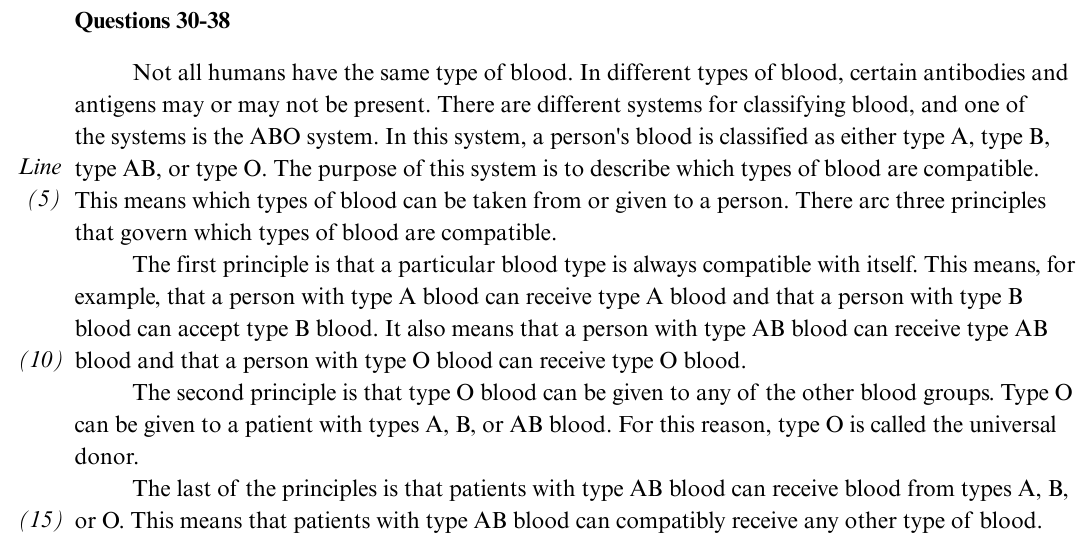 Questions 30-38
Not all humans have the same type of blood. In different types of blood, certain antibodies and
antigens may or may not be present. There are different systems for classifying blood, and one of
the systems is the ABO system. In this system, a person's blood is classified as either type A, type B,
Line type AB, or type O. The purpose of this system is to describe which types of blood are compatible.
(5) This means which types of blood can be taken from or given to a person. There arc three principles
that govern which types of blood are compatible.
The first principle is that a particular blood type is always compatible with itself. This means, for
example, that a person with type A blood can receive type A blood and that a person with type B
blood can accept type B blood. It also means that a person with type AB blood can receive type AB
(10) blood and that a person with type O blood can receive type O blood.
The second principle is that type O blood can be given to any of the other blood groups. Type O
can be given to a patient with types A, B, or AB blood. For this reason, type O is called the universal
donor.
The last of the principles is that patients with type AB blood can receive blood from types A, B,
(15) or O. This means that patients with type AB blood can compatibly receive any other type of blood.